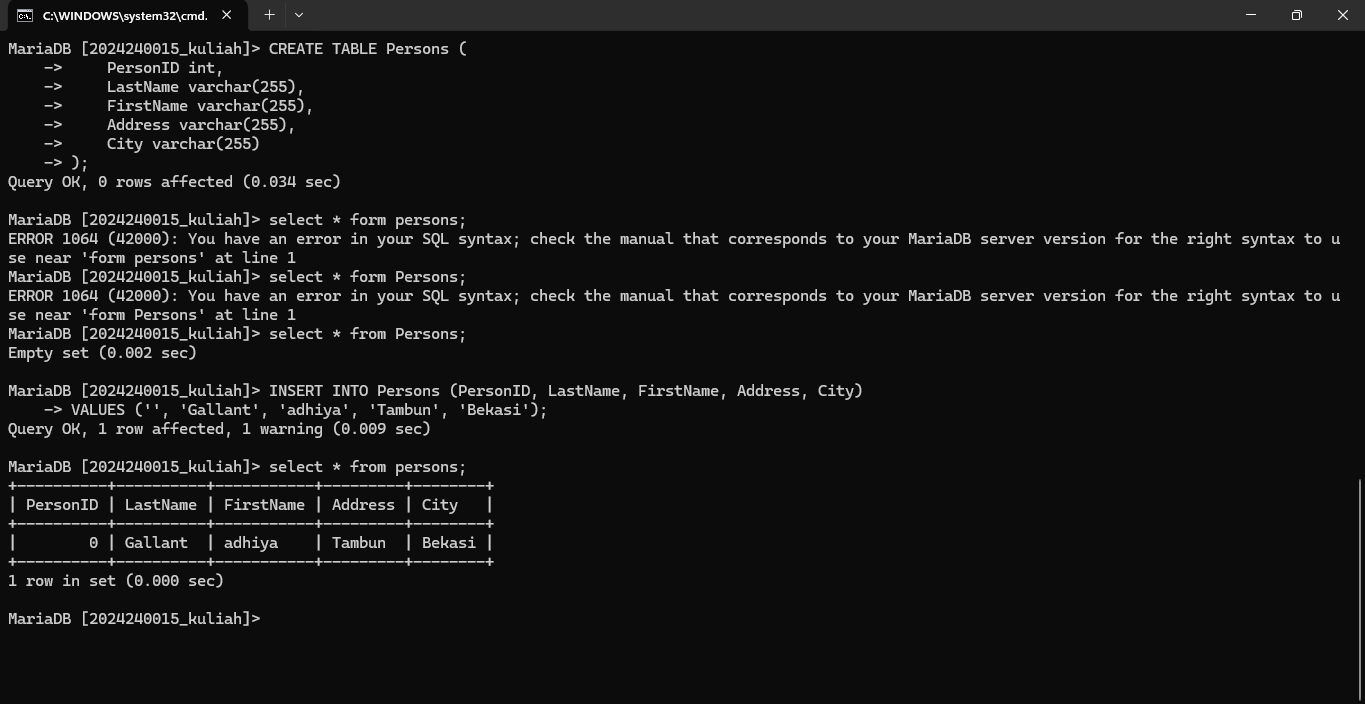 C:\WINDOWS\system32\cmd.
MariaDB [2024240015_kuliah]> CREATE TABLE Persons (
    ->     PersonID int,
    ->     LastName varchar(255),
    ->     FirstName varchar(255),
    ->     Address varchar(255),
    ->     City varchar(255)
    -> );
Query OK, 0 rows affected (0.034 sec)

MariaDB [2024240015_kuliah]> select * form persons;
ERROR 1064 (42000): You have an error in your SQL syntax; check the manual that corresponds to your MariaDB server version for the right syntax to u
se near 'form persons' at line 1
MariaDB [2024240015_kuliah]> select * form Persons;
ERROR 1064 (42000): You have an error in your SQL syntax; check the manual that corresponds to your MariaDB server version for the right syntax to u
se near 'form Persons' at line 1
MariaDB [2024240015_kuliah]> select * from Persons;
Empty set (0.002 sec)

MariaDB [2024240015_kuliah]> INSERT INTO Persons (PersonID, LastName, FirstName, Address, City)
    -> VALUES ('', 'Gallant', 'adhiya', 'Tambun', 'Bekasi');
Query OK, 1 row affected, 1 warning (0.009 sec)

MariaDB [2024240015_kuliah]> select * from persons;
+----------+----------+-----------+---------+--------+
| PersonID | LastName | FirstName | Address | City   |
+----------+----------+-----------+---------+--------+
|        0 | Gallant  | adhiya    | Tambun  | Bekasi |
+----------+----------+-----------+---------+--------+
1 row in set (0.000 sec)

MariaDB [2024240015_kuliah]>